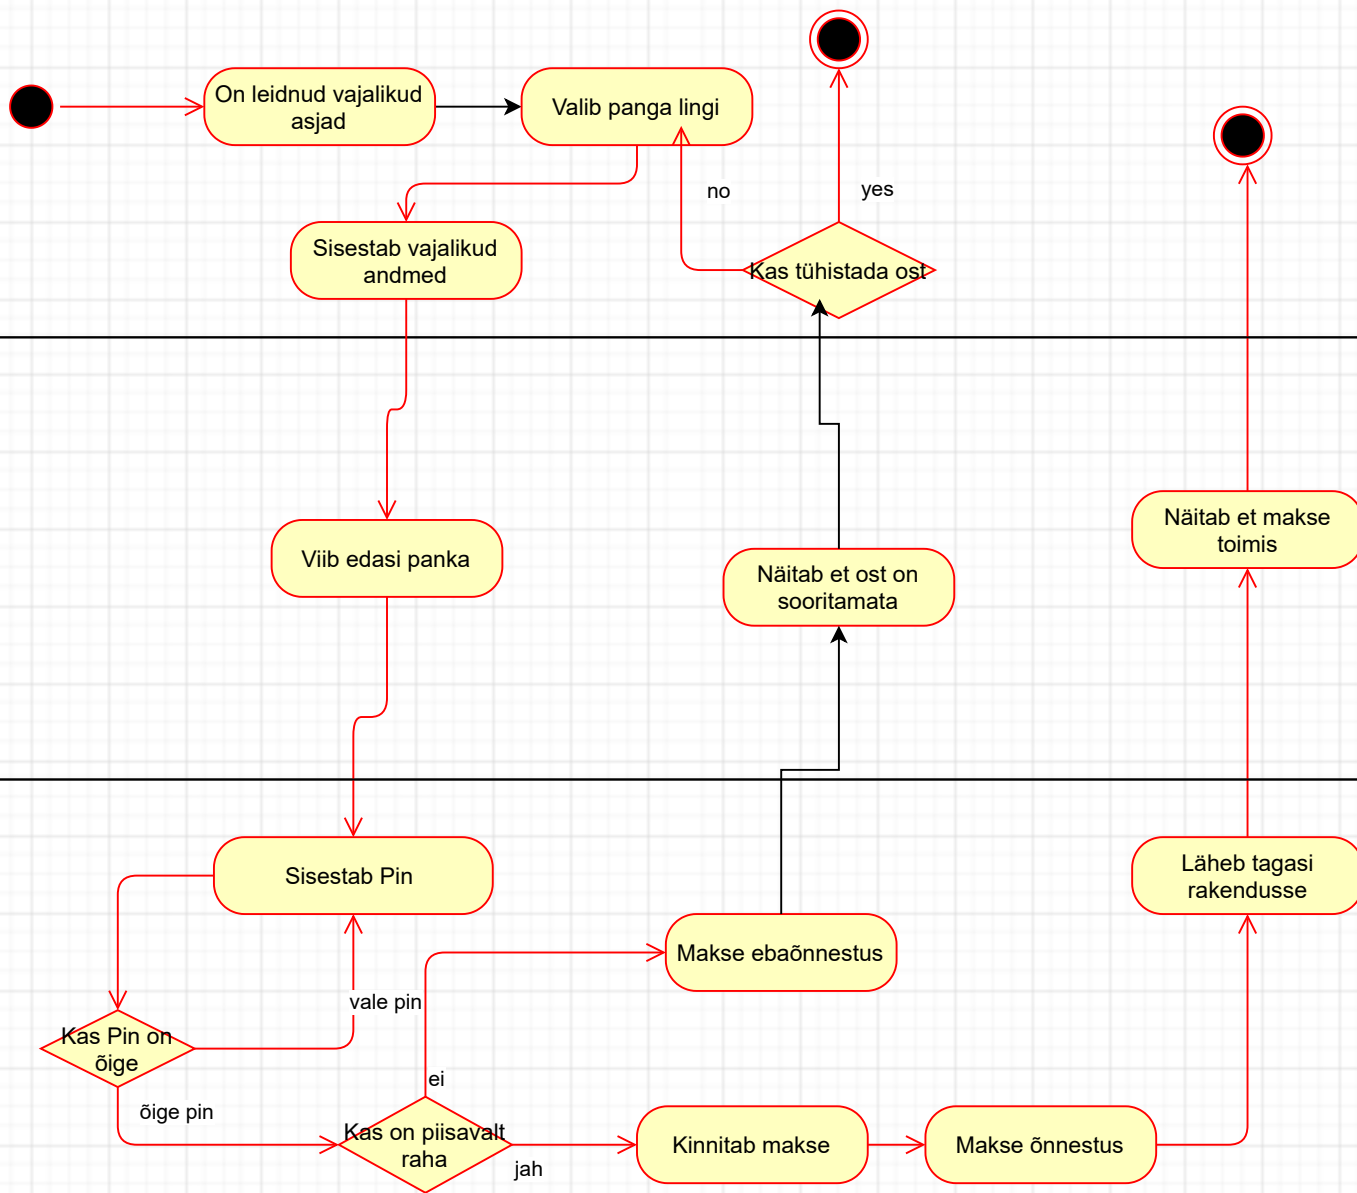 On leidnud vajalikud
asjad
Valib panga lingi
no
yes
Sisestab vajalikud
andmed
Kas tühistada ost
Viib edasi panka
Näitab et ost on
sooritamata
Näitab et makse
toimis
Sisestab Pin
Läheb tagasi
rakendusse
Makse ebaõnnestus
vale pin
Kas Pin on
õige
ei
õige pin
Kas on piisavalt
raha
jah
Kinnitab makse
Makse õnnestus